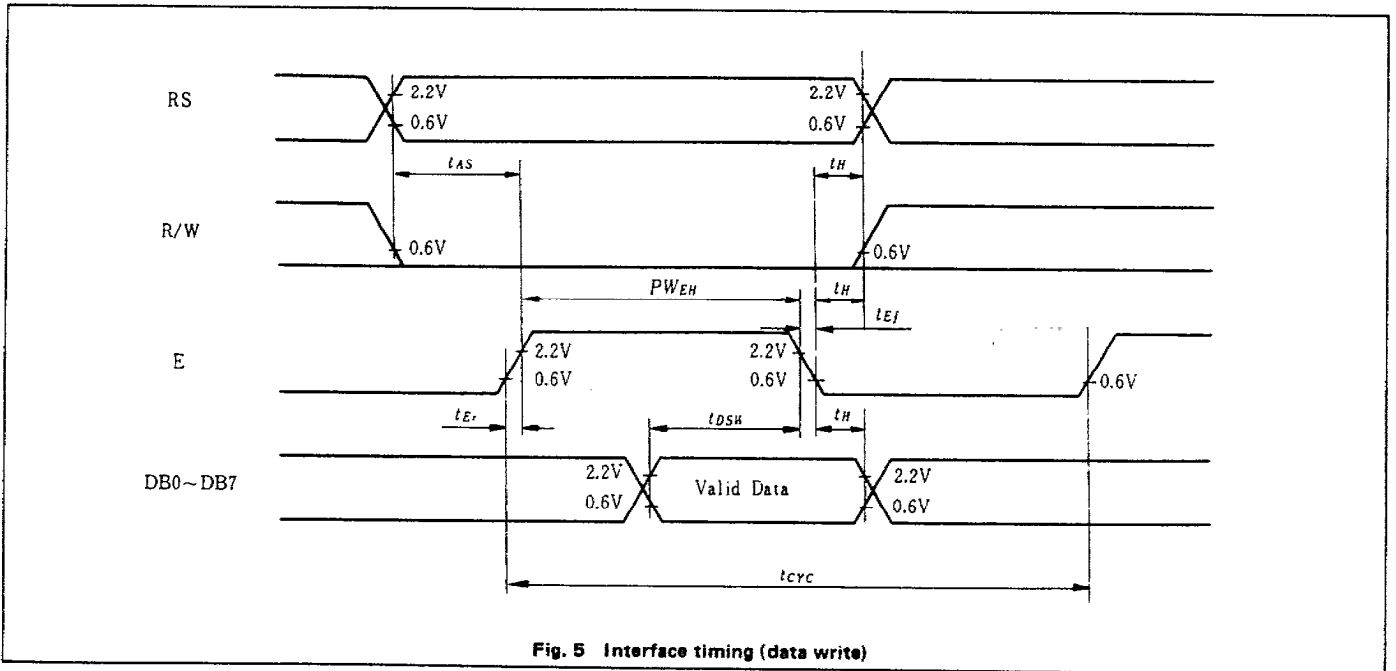 RS
2.2V
2.2V
0.6V
0.6V
tAS
tH
R/W
0.6V
0.6V
PWEH
tH
tEf
E
2.2V
2.2V
0.6V
0.6V
0.6V
tEr
tDSW
tH
DB0~DB7
2.2V
Valid Data
2.2V
0.6V
0.6V
tCYC
Fig. 5 Interface timing (data write)